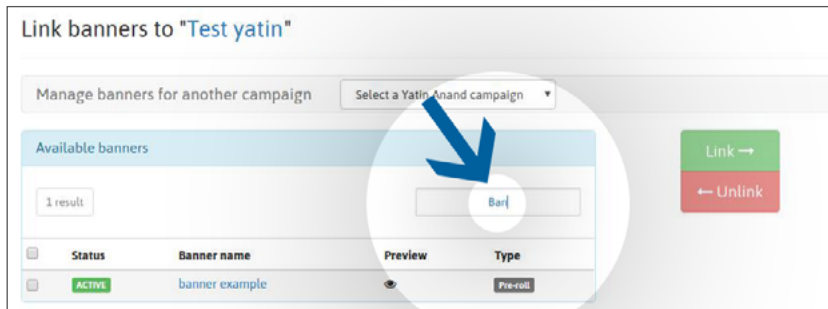 Link banners to "Test yatin"
Manage banners for another campaign Select a Yatin Anand campaign
Available banners
Link →
← Unlink
1 result Ban
Status Banner name Preview Type
ACTIVE banner example Pre-roll